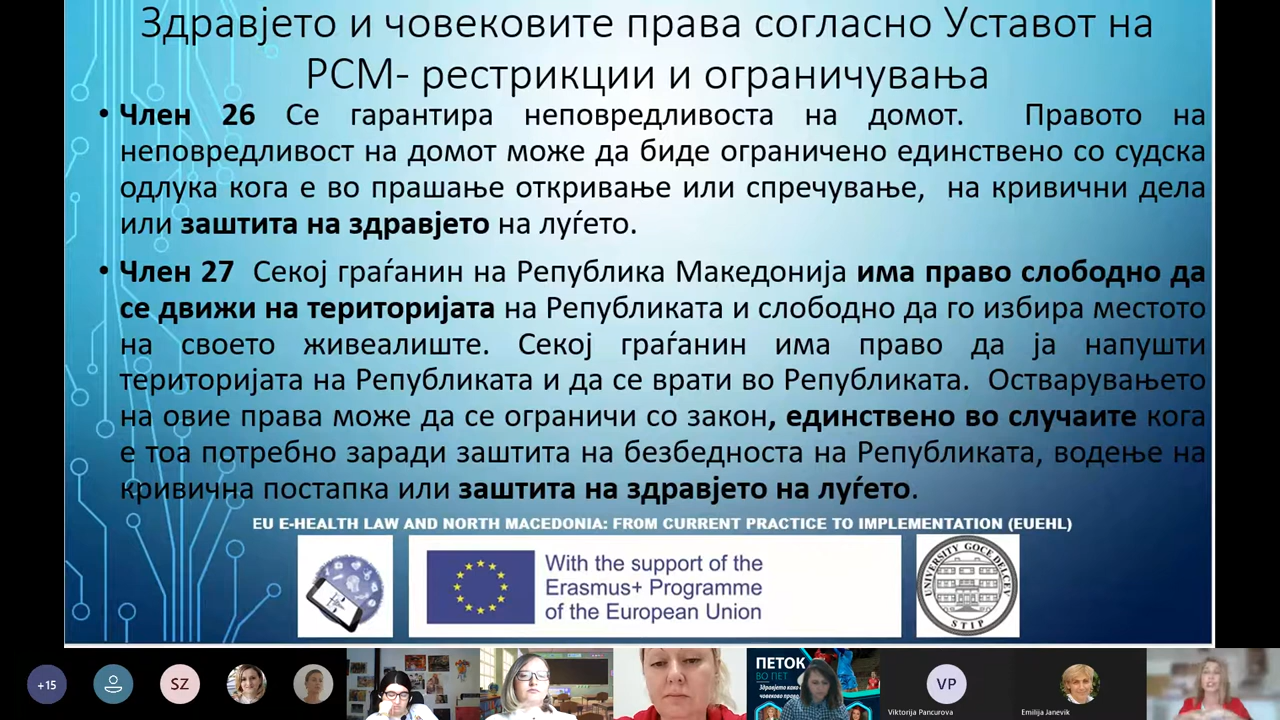 Здравјето и човековите права согласно Уставот на
РСМ- рестрикции и ограничувања
• Член 26 Се гарантира неповредливоста на домот. Правото на
неповредливост на домот може да биде ограничено единствено со судска
одлука кога е во прашање откривање или спречување, на кривични дела
или заштита на здравјето на луѓето.
• Член 27 Секој граѓанин на Република Македонија има право слободно да
се движи на територијата на Републиката и слободно да го избира местото
на своето живеалиште. Секој граѓанин има право да ја напушти
територијата на Републиката и да се врати во Републиката. Остварувањето
на овие права може да се ограничи со закон, единствено во случаите кога
е тоа потребно заради заштита на безбедноста на Републиката, водење на
кривична постапка или заштита на здравјето на луѓето.
EU E-HEALTH LAW AND NORTH MACEDONIA: FROM CURRENT PRACTICE TO IMPLEMENTATION (EUEHL)
With the support of the
Erasmus+ Programme
of the European Union
UNIVERSITY GOCE DELCEV
STIP
+15
SZ
ПЕТОК
ВО ПЕТ
Здравјето како
човеково право
VP
Viktorija Pancurova
Emilija Janevik